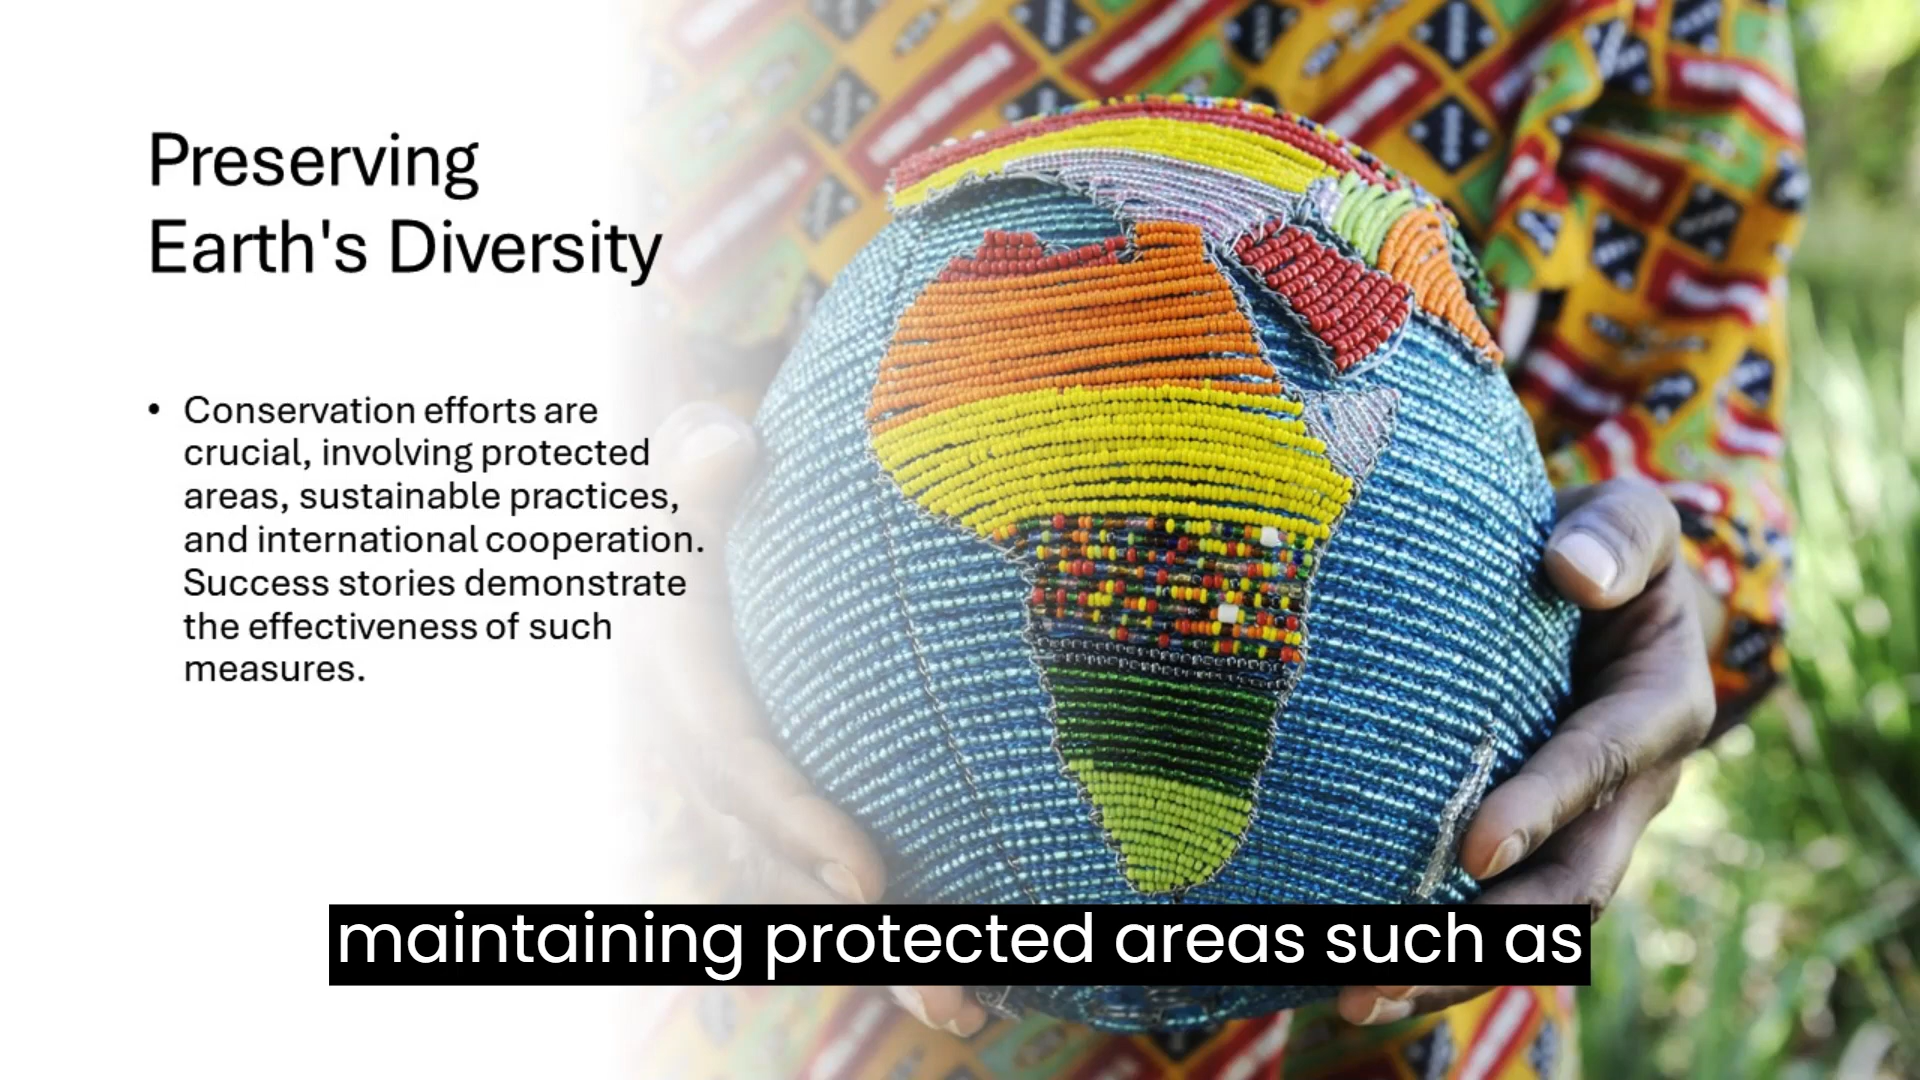 Preserving
Earth's Diversity
• Conservation efforts are
crucial, involving protected
areas, sustainable practices,
and international cooperation.
Success stories demonstrate
the effectiveness of such
measures.
maintaining protected areas such as